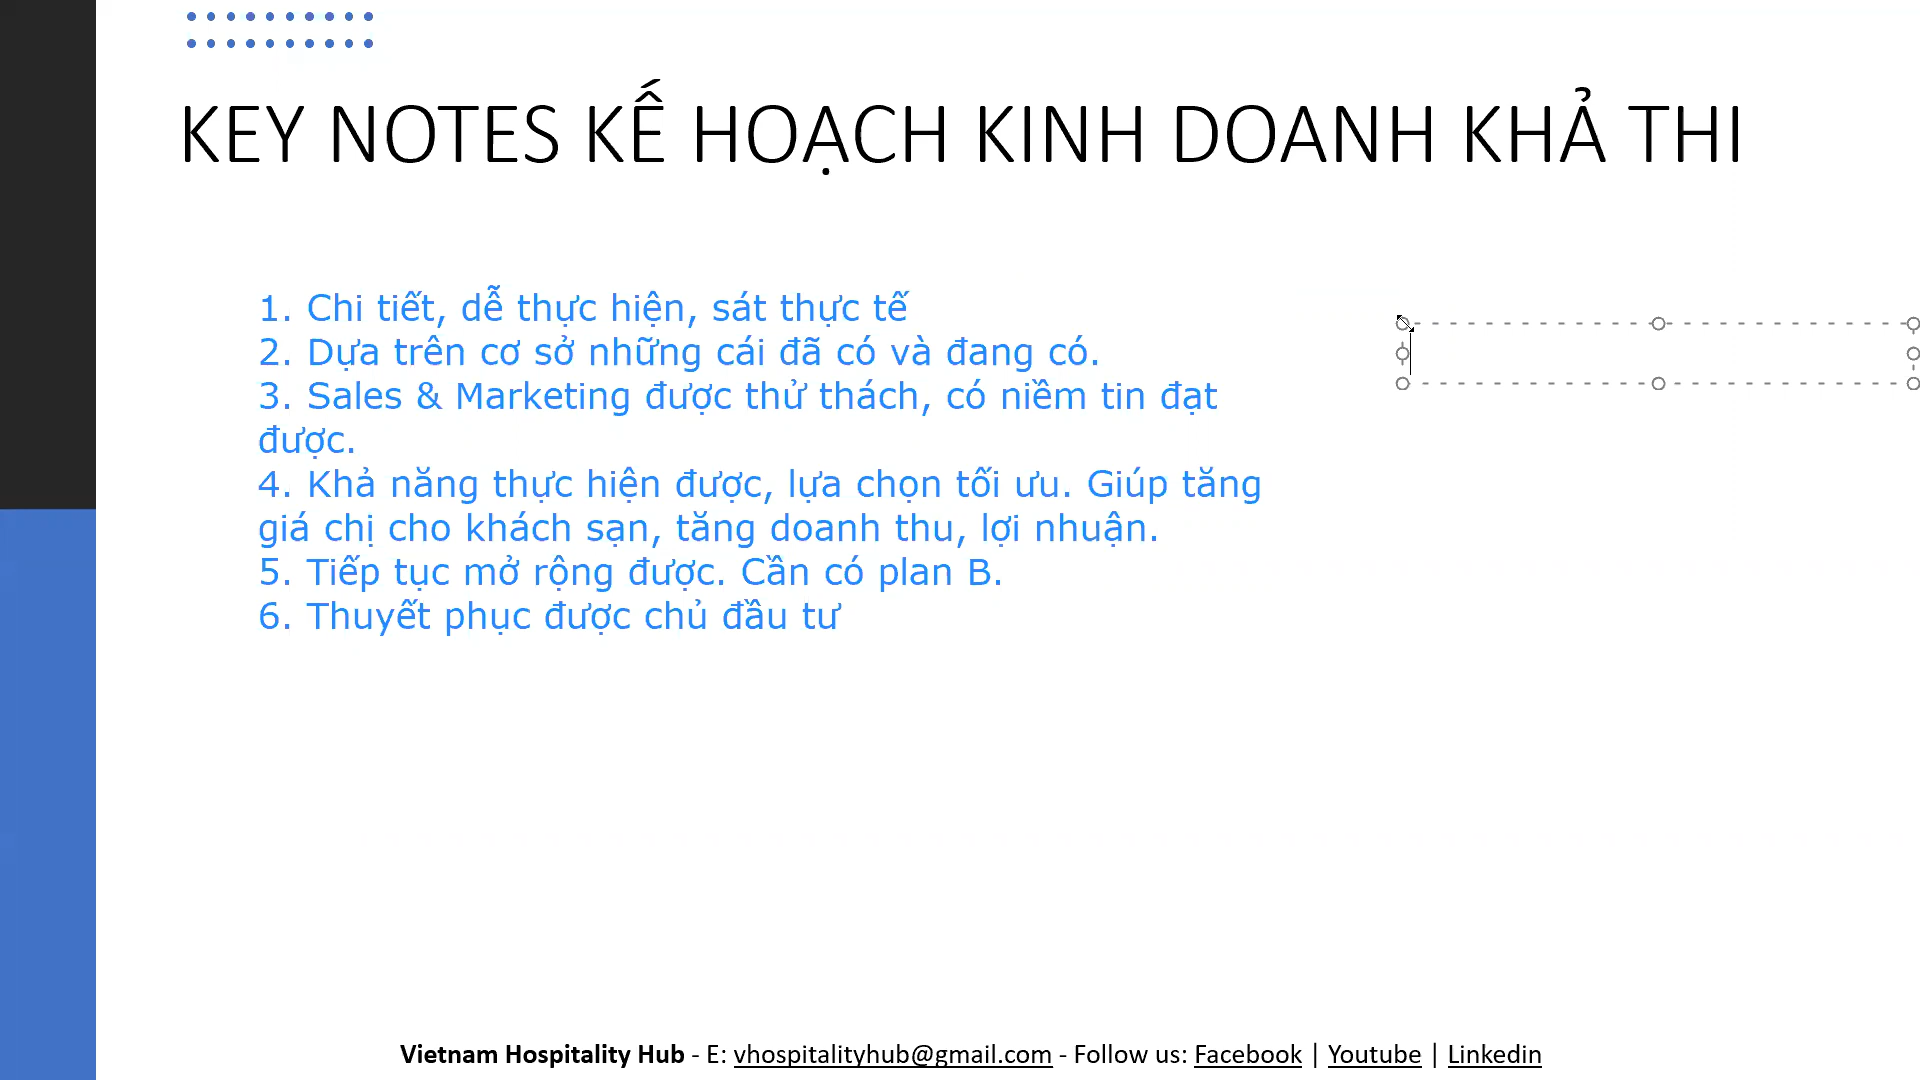 KEY NOTES KẾ HOẠCH KINH DOANH KHẢ THI
1. Chi tiết, dễ thực hiện, sát thực tế
2. Dựa trên cơ sở những cái đã có và đang có.
3. Sales & Marketing được thử thách, có niềm tin đạt
được.
4. Khả năng thực hiện được, lựa chọn tối ưu. Giúp tăng
giá chị cho khách sạn, tăng doanh thu, lợi nhuận.
5. Tiếp tục mở rộng được. Cần có plan B.
6. Thuyết phục được chủ đầu tư
Vietnam Hospitality Hub - E: vhospitalityhub@gmail.com - Follow us: Facebook | Youtube | Linkedin